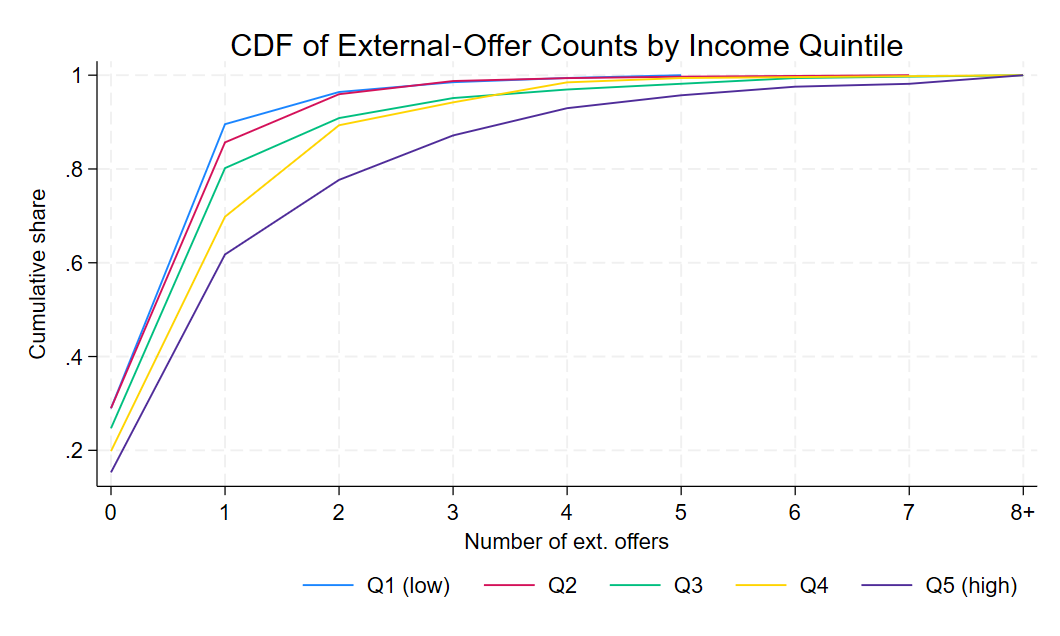 CDF of External-Offer Counts by Income Quintile
Cumulative share
1
.8
.6
.4
.2
0 1 2 3 4 5 6 7 8+
Number of ext. offers
Q1 (low) Q2 Q3 Q4 Q5 (high)